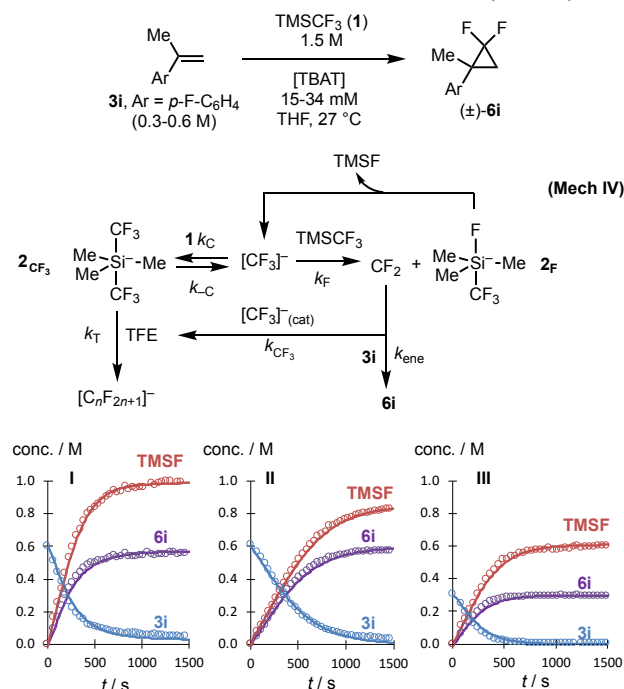 TMSCF3 (1)
1.5 M
[TBAT]
15-34 mM
THF, 27 °C
Me
Ar
3i, Ar = p-F-C6H4
(0.3-0.6 M)
F F
Me
Ar
(±)-6i
TMSF
(Mech IV)
2CF3
CF3
Me
Me
Si–
Me
CF3
1 kC
k–C
[CF3]–
TMSCF3
kF
CF2
+
F
Me
Me
Si–
Me
CF3
2F
kT
TFE
[CF3]–(cat)
kCF3
3i
kene
[CnF2n+1]–
6i
conc. / M
I
TMSF
1.0
0.8
0.6
0.4
0.2
0.0
6i
3i
0 500 1000 1500
t / s
conc. / M
II
TMSF
1.0
0.8
0.6
0.4
0.2
0.0
6i
3i
0 500 1000 1500
t / s
conc. / M
III
TMSF
1.0
0.8
0.6
0.4
0.2
0.0
6i
3i
0 500 1000 1500
t / s